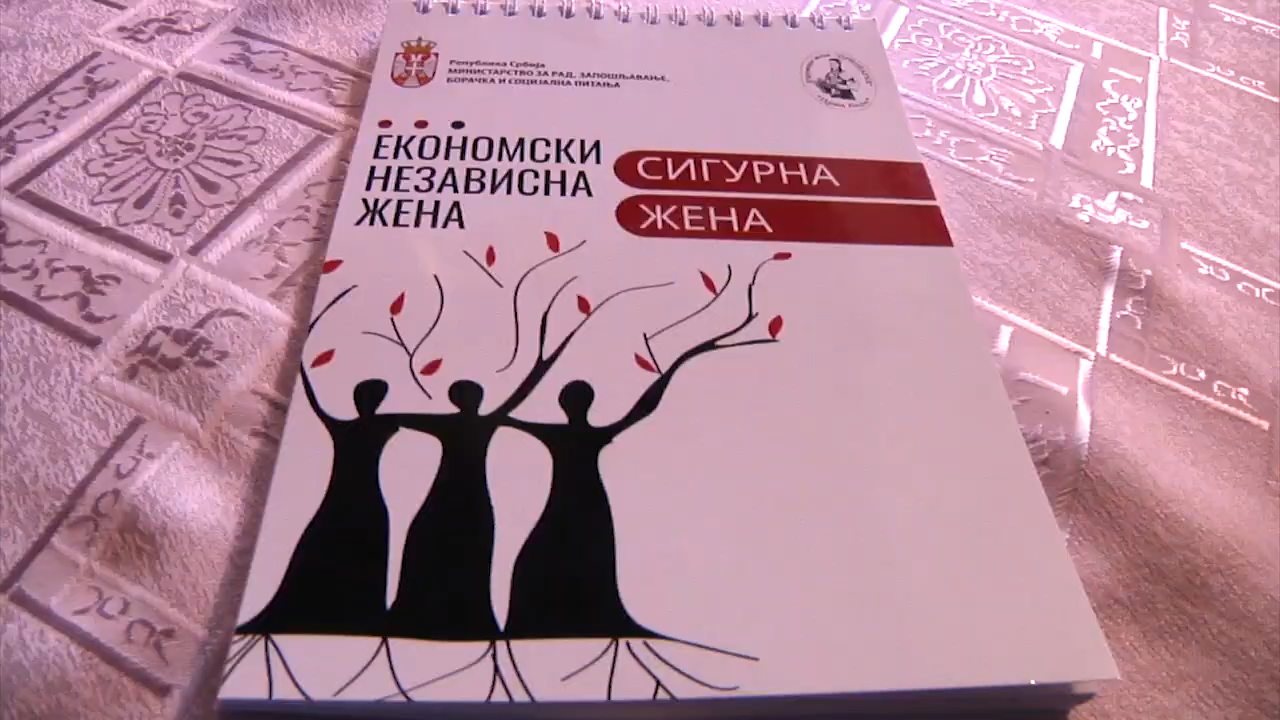 Република Србија
МИНИСТАРСТВО ЗА РАД, ЗАПОШЉАВАЊЕ,
БОРАЧКА И СОЦИЈАЛНА ПИТАЊА
ЕКОНОМСКИ
НЕЗАВИСНА
ЖЕНА
СИГУРНА
ЖЕНА